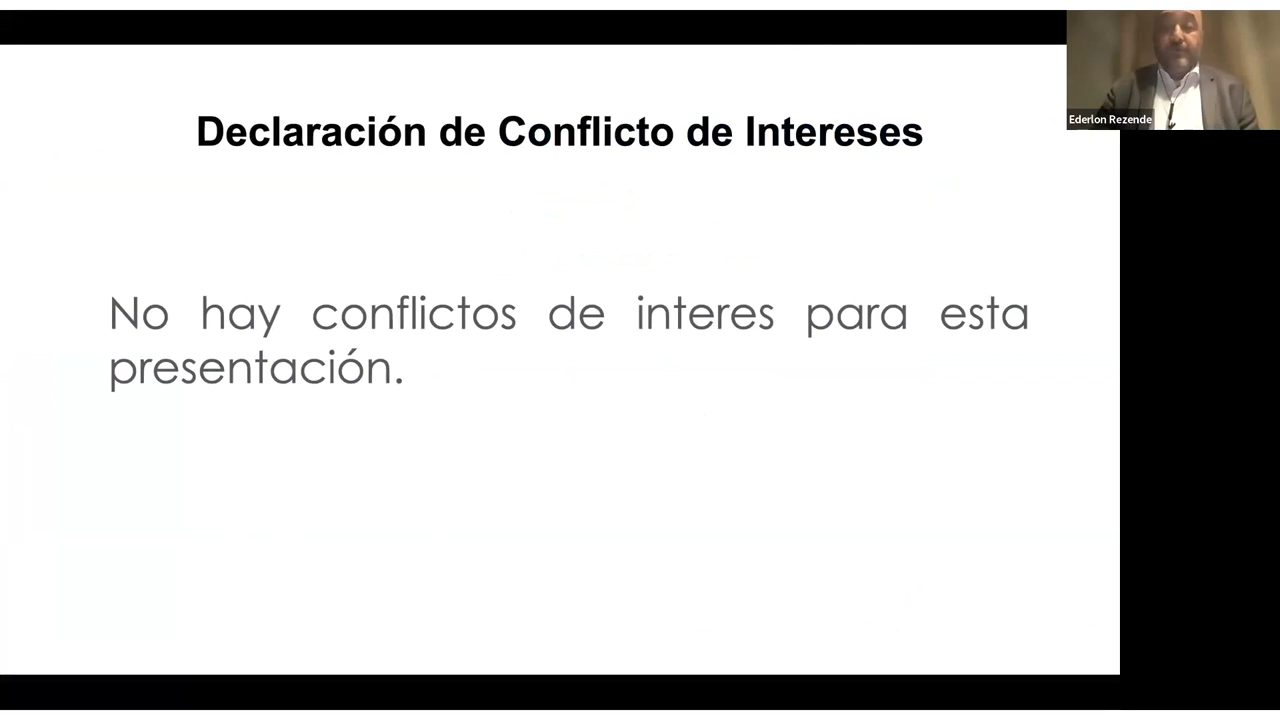 Declaración de Conflicto de Intereses
Ederlon Rezende
No hay conflictos de interes para esta
presentación.